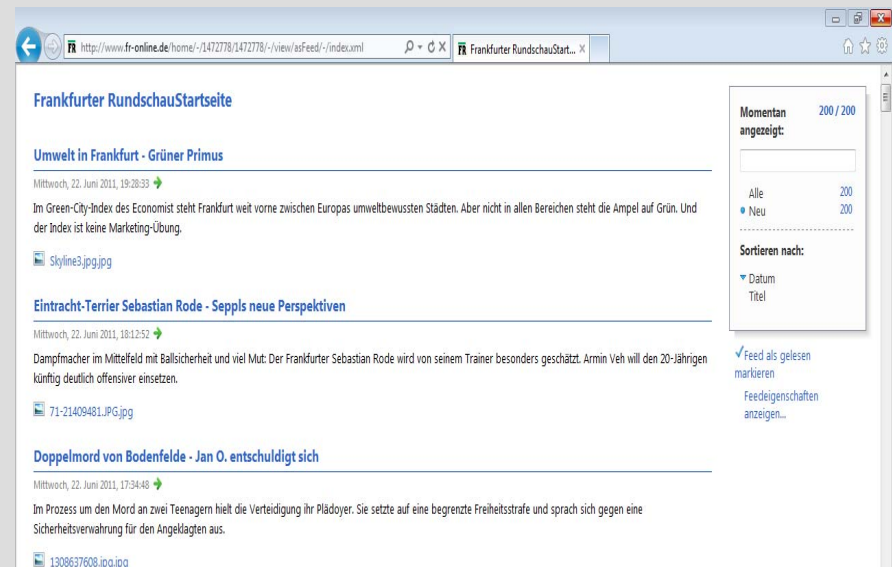 FR http://www.fr-online.de/home/-/1472778/1472778/-/view/asFeed/-/index.xml
FR Frankfurter RundschauStart...
Frankfurter RundschauStartseite
Umwelt in Frankfurt - Grüner Primus
Mittwoch, 22. Juni 2011, 19:28:33
Im Green-City-Index des Economist steht Frankfurt weit vorne zwischen Europas umweltbewussten Städten. Aber nicht in allen Bereichen steht die Ampel auf Grün. Und
der Index ist keine Marketing-Übung.
Skyline3.jpg.jpg
Eintracht-Terrier Sebastian Rode - Seppls neue Perspektiven
Mittwoch, 22. Juni 2011, 18:12:52
Dampfmacher im Mittelfeld mit Ballsicherheit und viel Mut: Der Frankfurter Sebastian Rode wird von seinem Trainer besonders geschätzt. Armin Veh will den 20-Jährigen
künftig deutlich offensiver einsetzen.
71-21409481.JPG.jpg
Doppelmord von Bodenfelde - Jan O. entschuldigt sich
Mittwoch, 22. Juni 2011, 17:34:48
Im Prozess um den Mord an zwei Teenagern hielt die Verteidigung ihr Plädoyer. Sie setzte auf eine begrenzte Freiheitsstrafe und sprach sich gegen eine
Sicherheitsverwahrung für den Angeklagten aus.
1308637608.jpg.jpg
Momentan 200 / 200
angezeigt:
Alle 200
Neu 200
Sortieren nach:
Datum
Titel
Feed als gelesen
markieren
Feedeigenschaften
anzeigen...